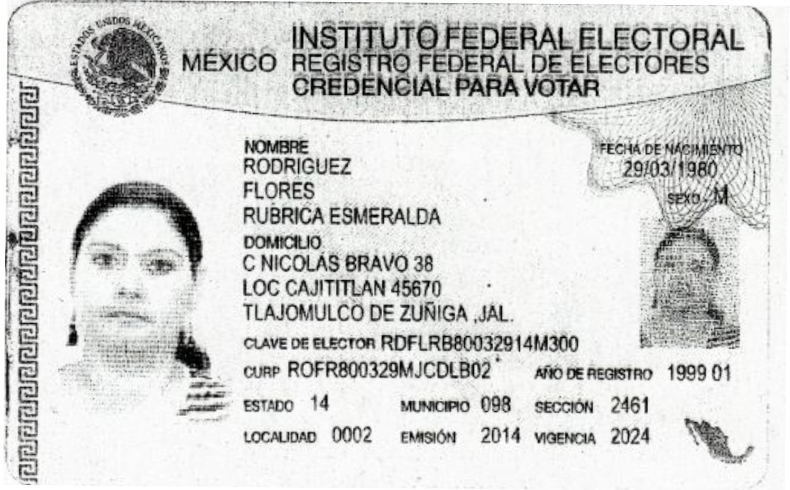 ESTADOS UNIDOS MEXICANOS
MÉXICO
INSTITUTO FEDERAL ELECTORAL
REGISTRO FEDERAL DE ELECTORES
CREDENCIAL PARA VOTAR
NOMBRE
RODRIGUEZ
FLORES
RUBRICA ESMERALDA
FECHA DE NACIMIENTO
29/03/1980
SEXO M
DOMICILIO
C NICOLAS BRAVO 38
LOC CAJITITLAN 45670
TLAJOMULCO DE ZUÑIGA ,JAL.
CLAVE DE ELECTOR RDFLRB80032914M300
CURP ROFR800329MJCDLB02 AÑO DE REGISTRO 1999 01
ESTADO 14 MUNICIPIO 098 SECCIÓN 2461
LOCALIDAD 0002 EMISIÓN 2014 VIGENCIA 2024